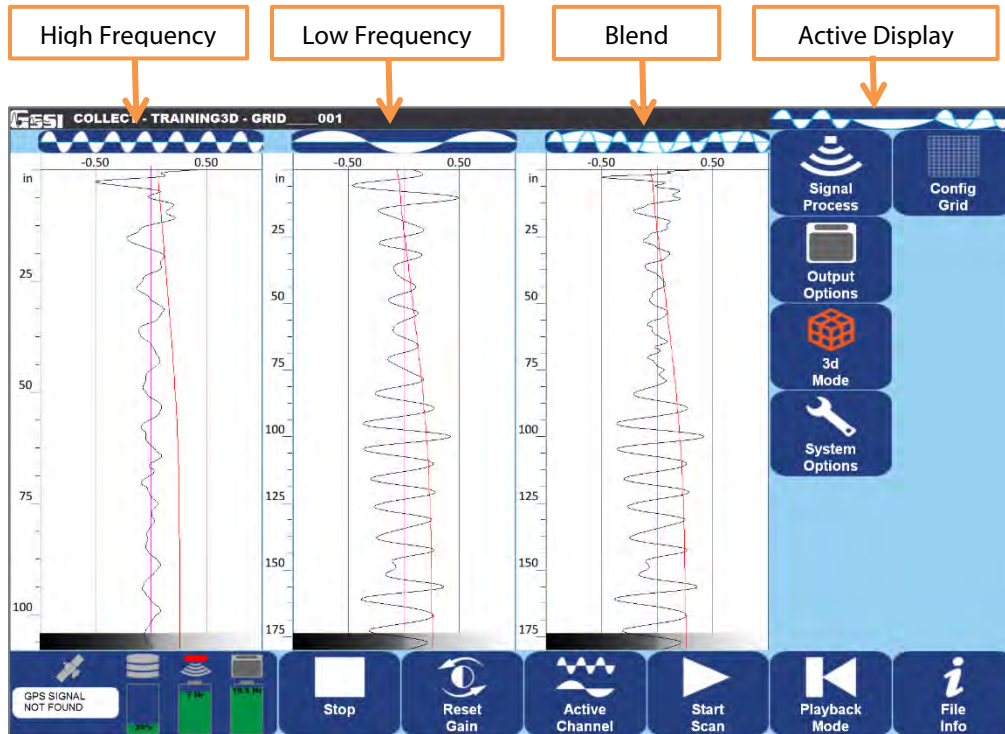 High Frequency
Low Frequency
Blend
Active Display
GSSI COLLECT - TRAINING3D - GRID____001
-0.50 0.50
-0.50 0.50
-0.50 0.50
in
25
50
75
100
in
25
50
75
100
125
150
175
in
25
50
75
100
125
150
175
Signal
Process
Config
Grid
Output
Options
3d
Mode
System
Options
GPS SIGNAL
NOT FOUND
Stop
Reset
Gain
Active
Channel
Start
Scan
Playback
Mode
File
Info